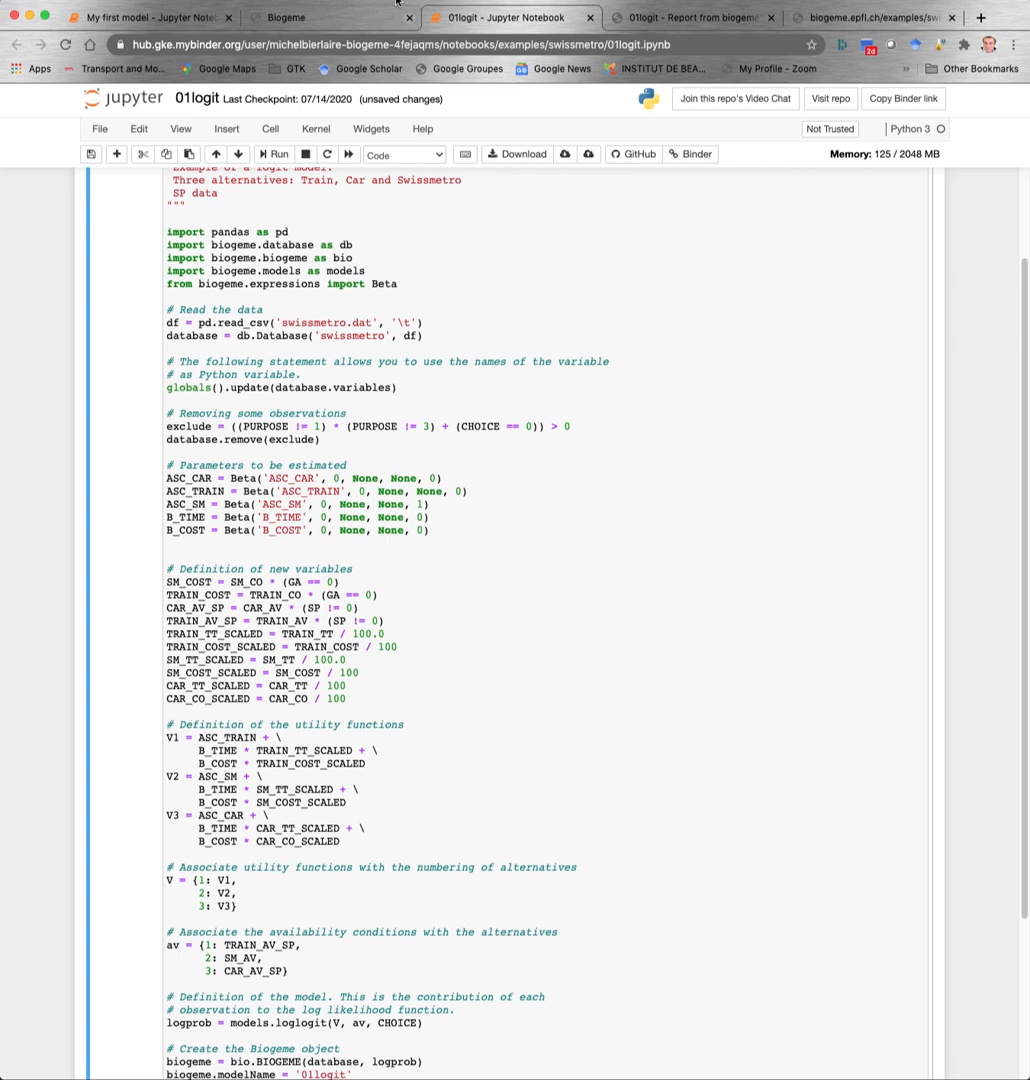 My first model - Jupyter Note
Biogeme
01logit - Jupyter Notebook
01logit - Report from biogeme
biogeme.epfl.ch/examples/swi
hub.gke.mybinder.org/user/michelbierlaire-biogeme-4fejaqms/notebooks/examples/swissmetro/01logit.ipynb
2d
Apps
Transport and Mo...
Google Maps
GTK
Google Scholar
Google Groupes
Google News
INSTITUT DE BEA...
My Profile - Zoom
»
Other Bookmarks
jupyter 01logit Last Checkpoint: 07/14/2020 (unsaved changes)
Join this repo's Video Chat
Visit repo
Copy Binder link
File Edit View Insert Cell Kernel Widgets Help
Not Trusted
Python 3
Run
Code
Download
GitHub
Binder
Memory: 125 / 2048 MB
Example of a logit model.
Three alternatives: Train, Car and Swissmetro
SP data
"""
import pandas as pd
import biogeme.database as db
import biogeme.biogeme as bio
import biogeme.models as models
from biogeme.expressions import Beta
# Read the data
df = pd.read_csv('swissmetro.dat', '\t')
database = db.Database('swissmetro', df)
# The following statement allows you to use the names of the variable
# as Python variable.
globals().update(database.variables)
# Removing some observations
exclude = ((PURPOSE != 1) * (PURPOSE != 3) + (CHOICE == 0)) > 0
database.remove(exclude)
# Parameters to be estimated
ASC_CAR = Beta('ASC_CAR', 0, None, None, 0)
ASC_TRAIN = Beta('ASC_TRAIN', 0, None, None, 0)
ASC_SM = Beta('ASC_SM', 0, None, None, 1)
B_TIME = Beta('B_TIME', 0, None, None, 0)
B_COST = Beta('B_COST', 0, None, None, 0)
# Definition of new variables
SM_COST = SM_CO * (GA == 0)
TRAIN_COST = TRAIN_CO * (GA == 0)
CAR_AV_SP = CAR_AV * (SP != 0)
TRAIN_AV_SP = TRAIN_AV * (SP != 0)
TRAIN_TT_SCALED = TRAIN_TT / 100.0
TRAIN_COST_SCALED = TRAIN_COST / 100
SM_TT_SCALED = SM_TT / 100.0
SM_COST_SCALED = SM_COST / 100
CAR_TT_SCALED = CAR_TT / 100
CAR_CO_SCALED = CAR_CO / 100
# Definition of the utility functions
V1 = ASC_TRAIN + \
B_TIME * TRAIN_TT_SCALED + \
B_COST * TRAIN_COST_SCALED
V2 = ASC_SM + \
B_TIME * SM_TT_SCALED + \
B_COST * SM_COST_SCALED
V3 = ASC_CAR + \
B_TIME * CAR_TT_SCALED + \
B_COST * CAR_CO_SCALED
# Associate utility functions with the numbering of alternatives
V = {1: V1,
2: V2,
3: V3}
# Associate the availability conditions with the alternatives
av = {1: TRAIN_AV_SP,
2: SM_AV,
3: CAR_AV_SP}
# Definition of the model. This is the contribution of each
# observation to the log likelihood function.
logprob = models.loglogit(V, av, CHOICE)
# Create the Biogeme object
biogeme = bio.BIOGEME(database, logprob)
biogeme.modelName = '01logit'